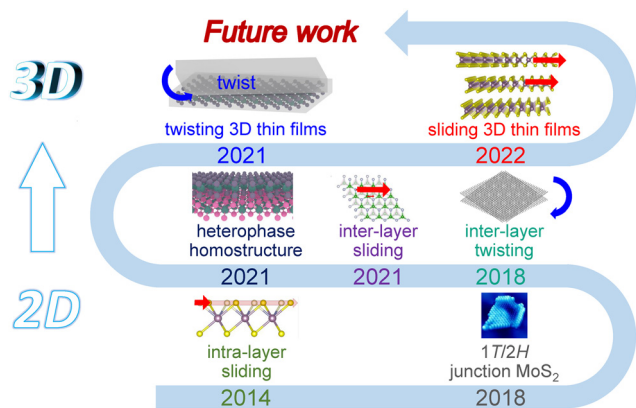 Future work
3D
twist
twisting 3D thin films
2021
sliding 3D thin films
2022
heterophase
homostructure
2021
inter-layer
sliding
2021
inter-layer
twisting
2018
2D
intra-layer
sliding
2014
1T/2H
junction MoS₂
2018